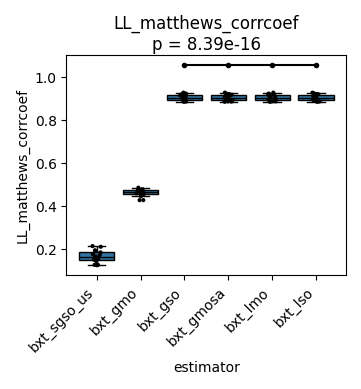 LL_matthews_corrcoef
p = 8.39e-16
LL_matthews_corrcoef
1.0
0.8
0.6
0.4
0.2
bxt_sgso_us
bxt_gmo
bxt_gso
bxt_gmosa
bxt_lmo
bxt_lso
estimator